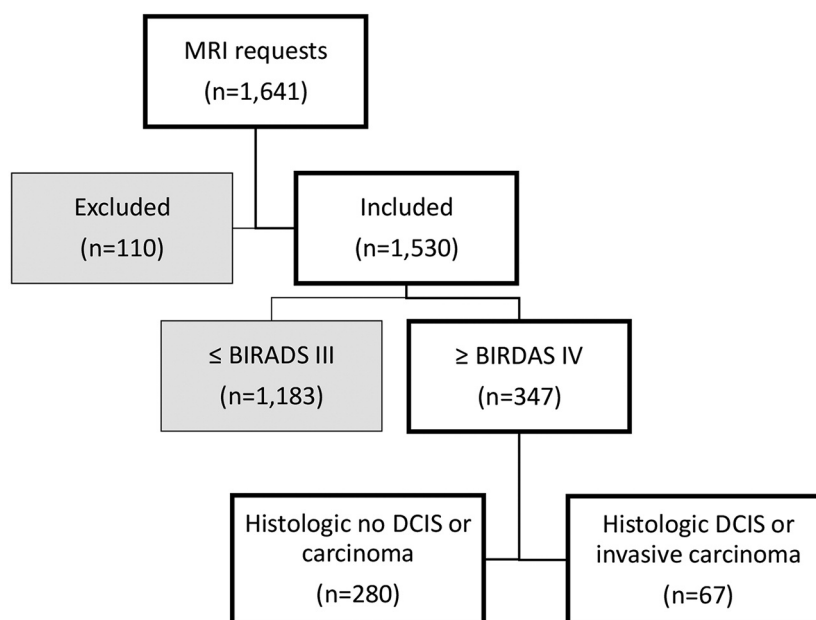 MRI requests
(n=1,641)
Excluded
(n=110)
Included
(n=1,530)
≤ BIRADS III
(n=1,183)
≥ BIRDAS IV
(n=347)
Histologic no DCIS or
carcinoma
(n=280)
Histologic DCIS or
invasive carcinoma
(n=67)